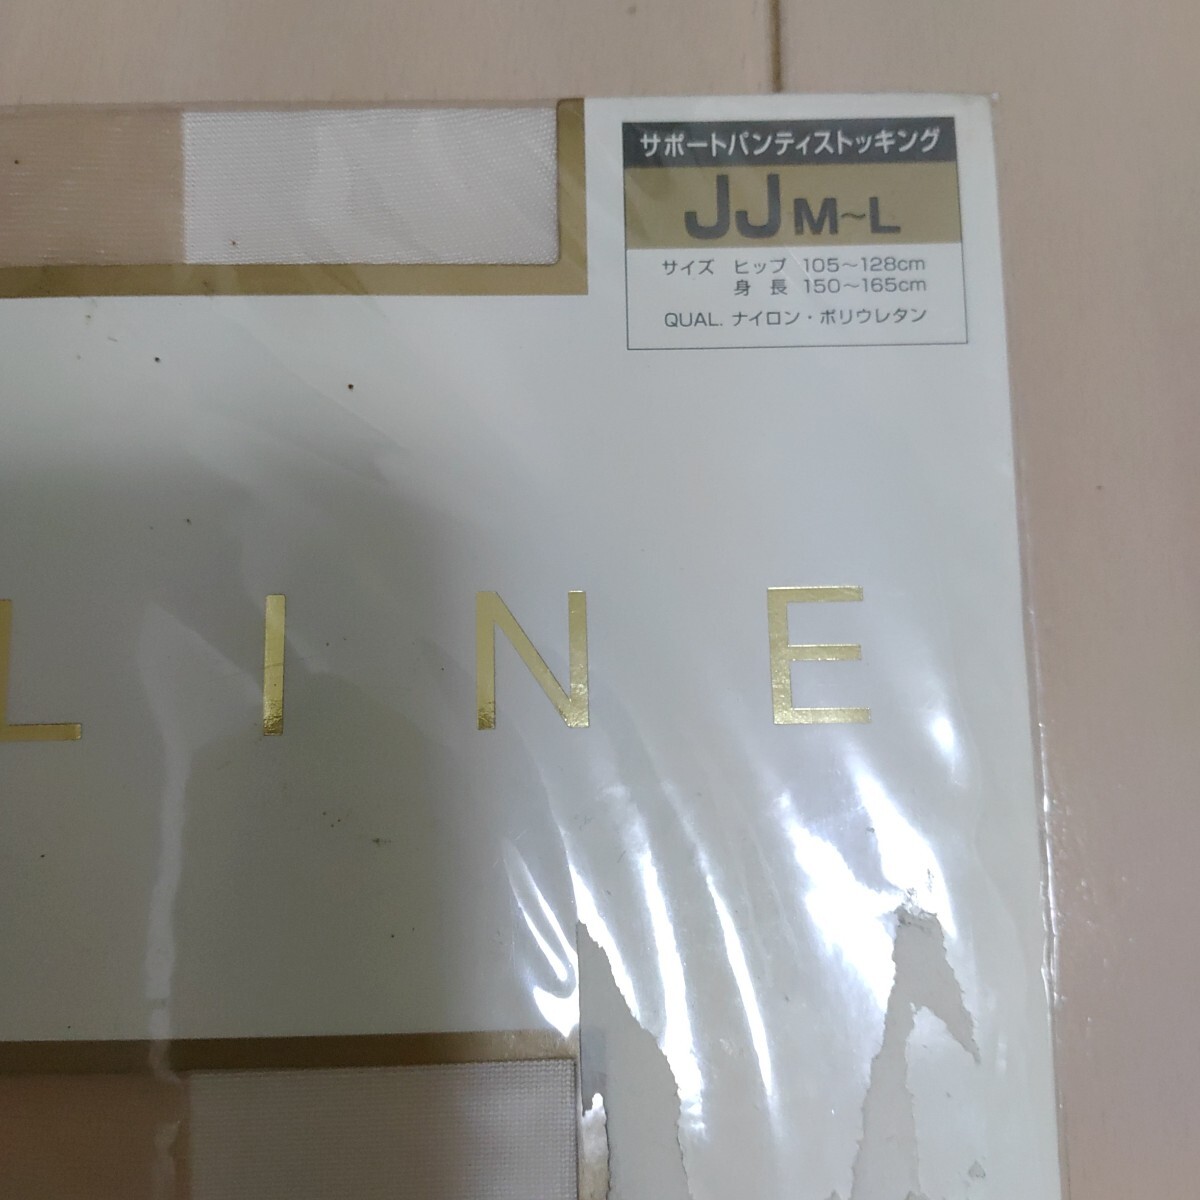 サポートパンティストッキング
JJ M~L
サイズ ヒップ 105~128cm
身長 150~165cm
QUAL. ナイロン・ポリウレタン
LINE